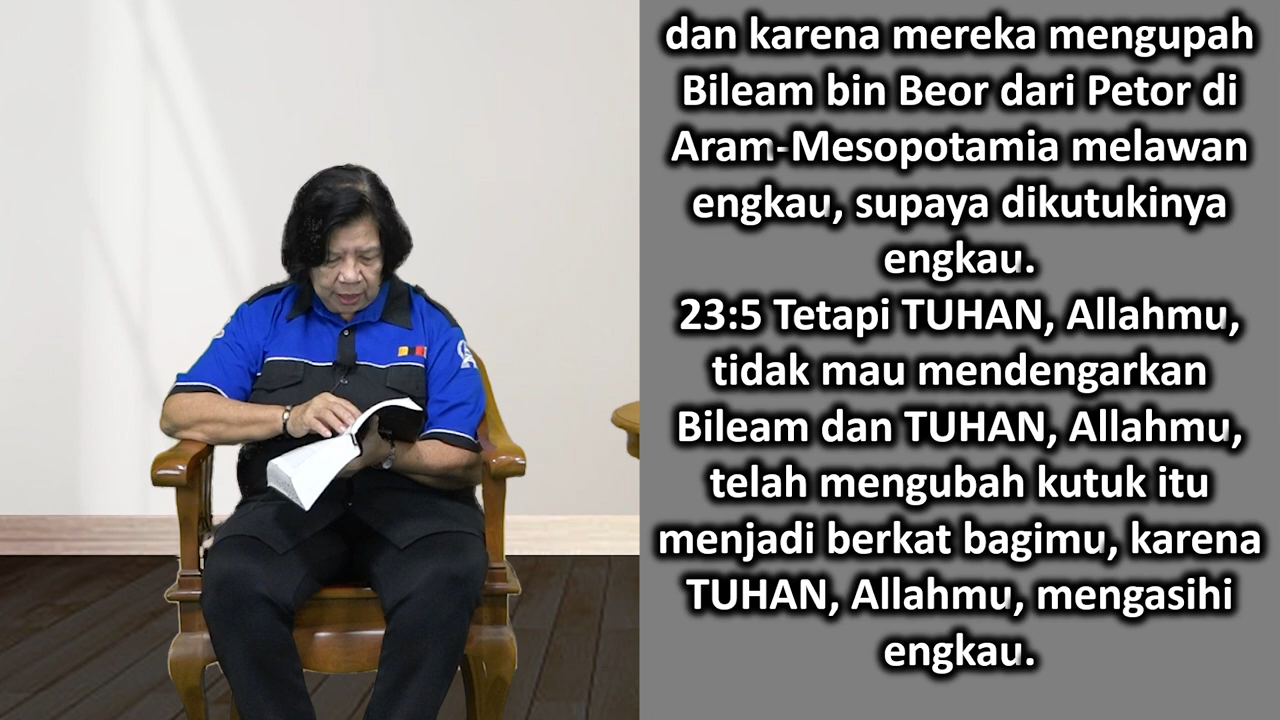 dan karena mereka mengupah
Bileam bin Beor dari Petor di
Aram-Mesopotamia melawan
engkau, supaya dikutukinya
engkau.
23:5 Tetapi TUHAN, Allahmu,
tidak mau mendengarkan
Bileam dan TUHAN, Allahmu,
telah mengubah kutuk itu
menjadi berkat bagimu, karena
TUHAN, Allahmu, mengasihi
engkau.